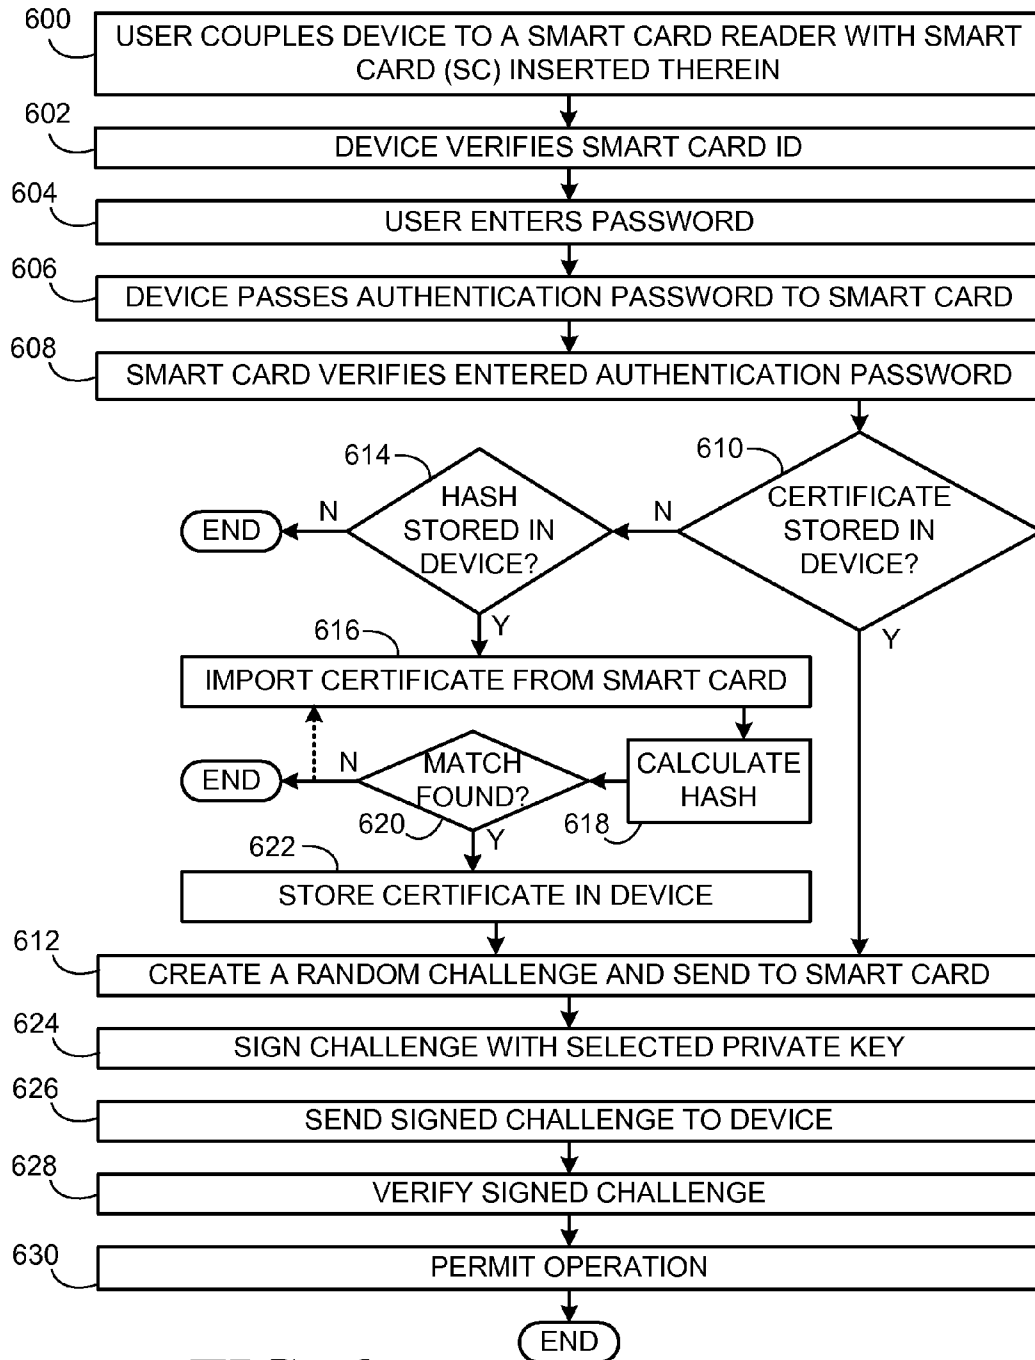 600
USER COUPLES DEVICE TO A SMART CARD READER WITH SMART
CARD (SC) INSERTED THEREIN
602
DEVICE VERIFIES SMART CARD ID
604
USER ENTERS PASSWORD
606
DEVICE PASSES AUTHENTICATION PASSWORD TO SMART CARD
608
SMART CARD VERIFIES ENTERED AUTHENTICATION PASSWORD
610
CERTIFICATE
STORED IN
DEVICE?
N
Y
614
HASH
STORED IN
DEVICE?
N
END
Y
616
IMPORT CERTIFICATE FROM SMART CARD
CALCULATE
HASH
618
MATCH
FOUND?
620
N
END
Y
622
STORE CERTIFICATE IN DEVICE
612
CREATE A RANDOM CHALLENGE AND SEND TO SMART CARD
624
SIGN CHALLENGE WITH SELECTED PRIVATE KEY
626
SEND SIGNED CHALLENGE TO DEVICE
628
VERIFY SIGNED CHALLENGE
630
PERMIT OPERATION
END